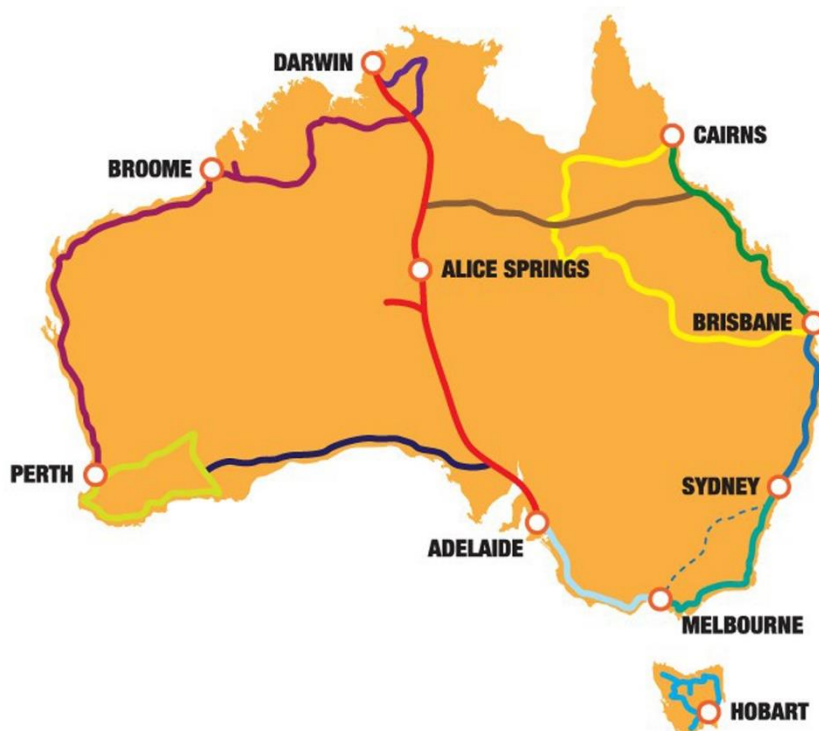 DARWIN
CAIRNS
BROOME
ALICE SPRINGS
BRISBANE
PERTH
SYDNEY
ADELAIDE
MELBOURNE
HOBART